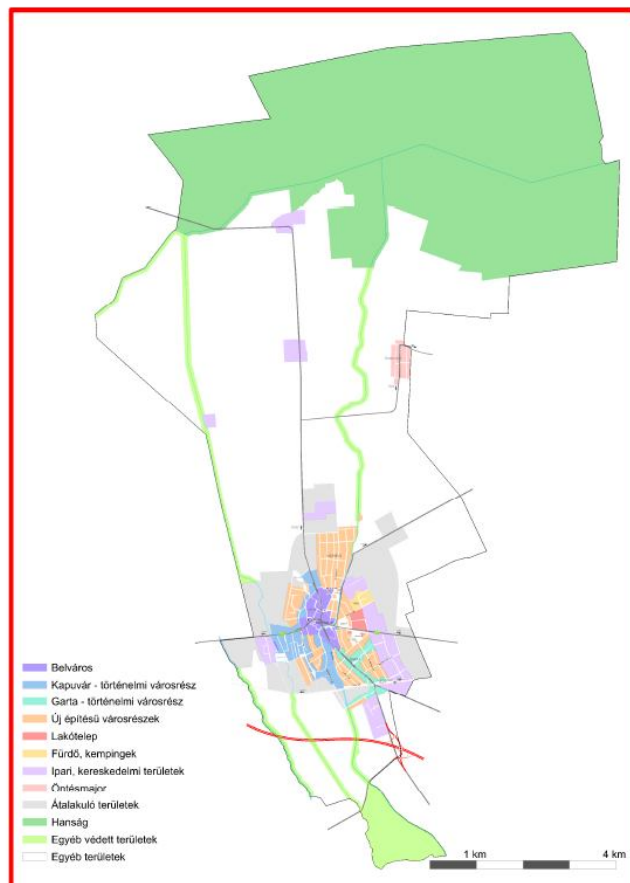 Belváros
Kapuvár - történelmi városrész
Garta - történelmi városrész
Új építésű városrészek
Lakótelep
Fürdő, kempingek
Ipari, kereskedelmi területek
Öntésmajor
Átalakuló területek
Hanság
Egyéb védett területek
Egyéb területek
1 km
4 km